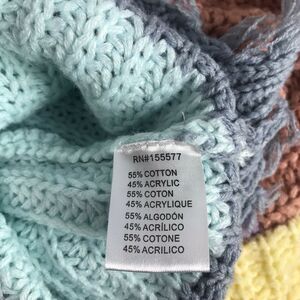 RN#155577
55% COTTON
45% ACRYLIC
55% COTON
45% ACRYLIQUE
55% ALGODÓN
45% ACRÍLICO
55% COTONE
45% ACRILICO